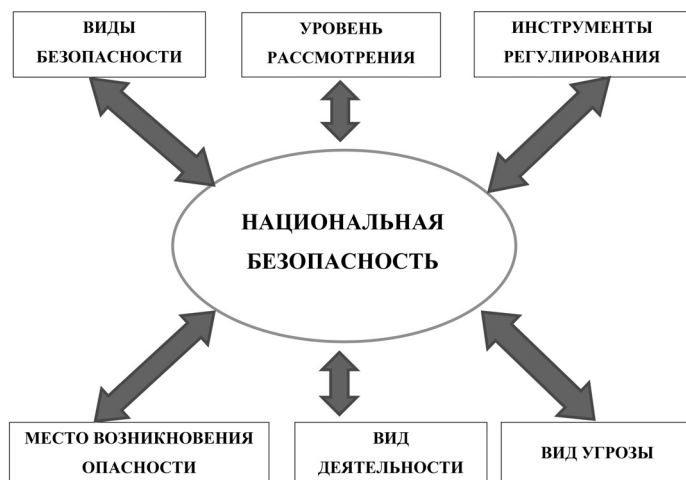 ВИДЫ
БЕЗОПАСНОСТИ
УРОВЕНЬ
РАССМОТРЕНИЯ
ИНСТРУМЕНТЫ
РЕГУЛИРОВАНИЯ
НАЦИОНАЛЬНАЯ
БЕЗОПАСНОСТЬ
МЕСТО ВОЗНИКНОВЕНИЯ
ОПАСНОСТИ
ВИД
ДЕЯТЕЛЬНОСТИ
ВИД УГРОЗЫ